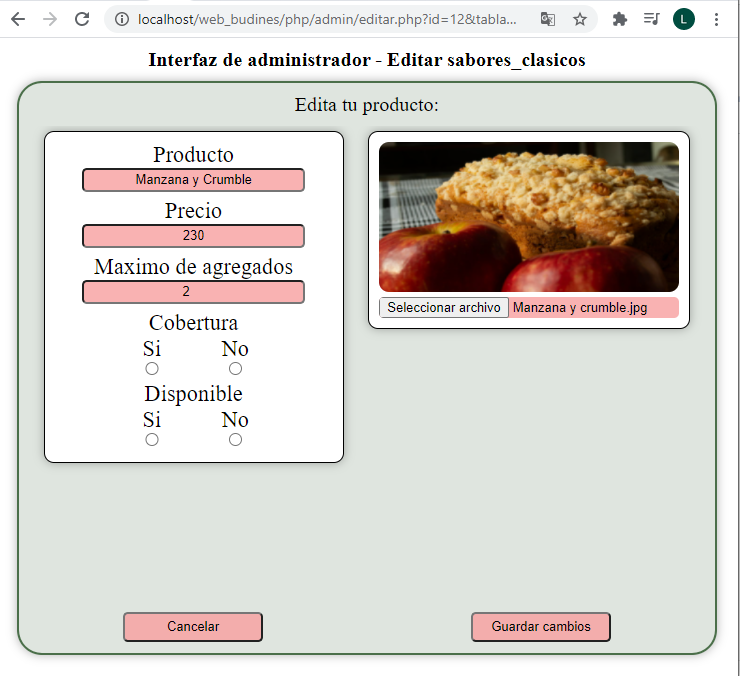 localhost/web_budines/php/admin/editar.php?id=12&tabla...
L
Interfaz de administrador - Editar sabores_clasicos
Edita tu producto:
Producto
Manzana y Crumble
Precio
230
Maximo de agregados
2
Cobertura
Si No
Disponible
Si No
Seleccionar archivo Manzana y crumble.jpg
Cancelar Guardar cambios